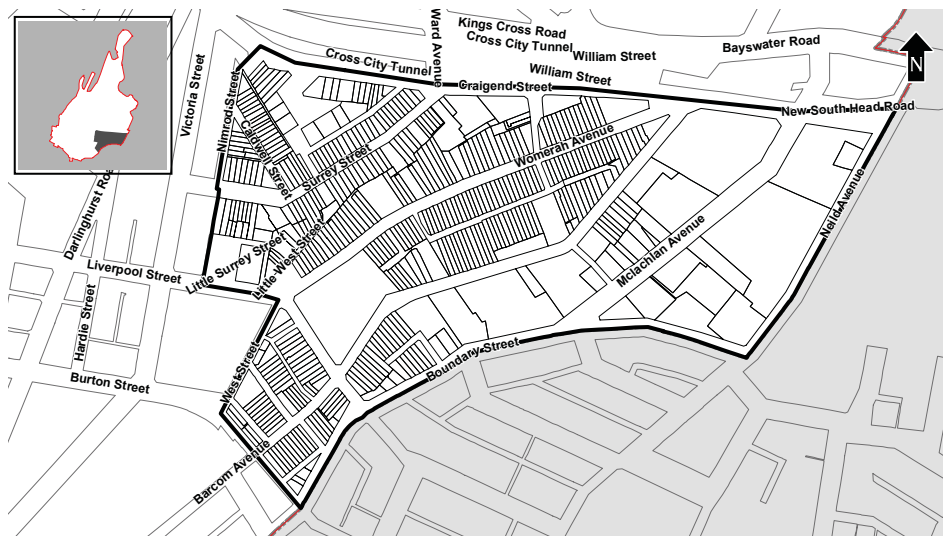 Kings Cross Road
Cross City Tunnel
William Street
Bayswater Road
Ward Avenue
Cross City Tunnel
William Street
Craigend Street
New South Head Road
N
Victoria Street
Nimrod Street
Caldwell Street
Surrey Street
Womerah Avenue
Neild Avenue
Darlinghurst Road
Mclachlan Avenue
Little Surrey Street
Little West Street
Liverpool Street
Hardie Street
West Street
Boundary Street
Burton Street
Barcom Avenue